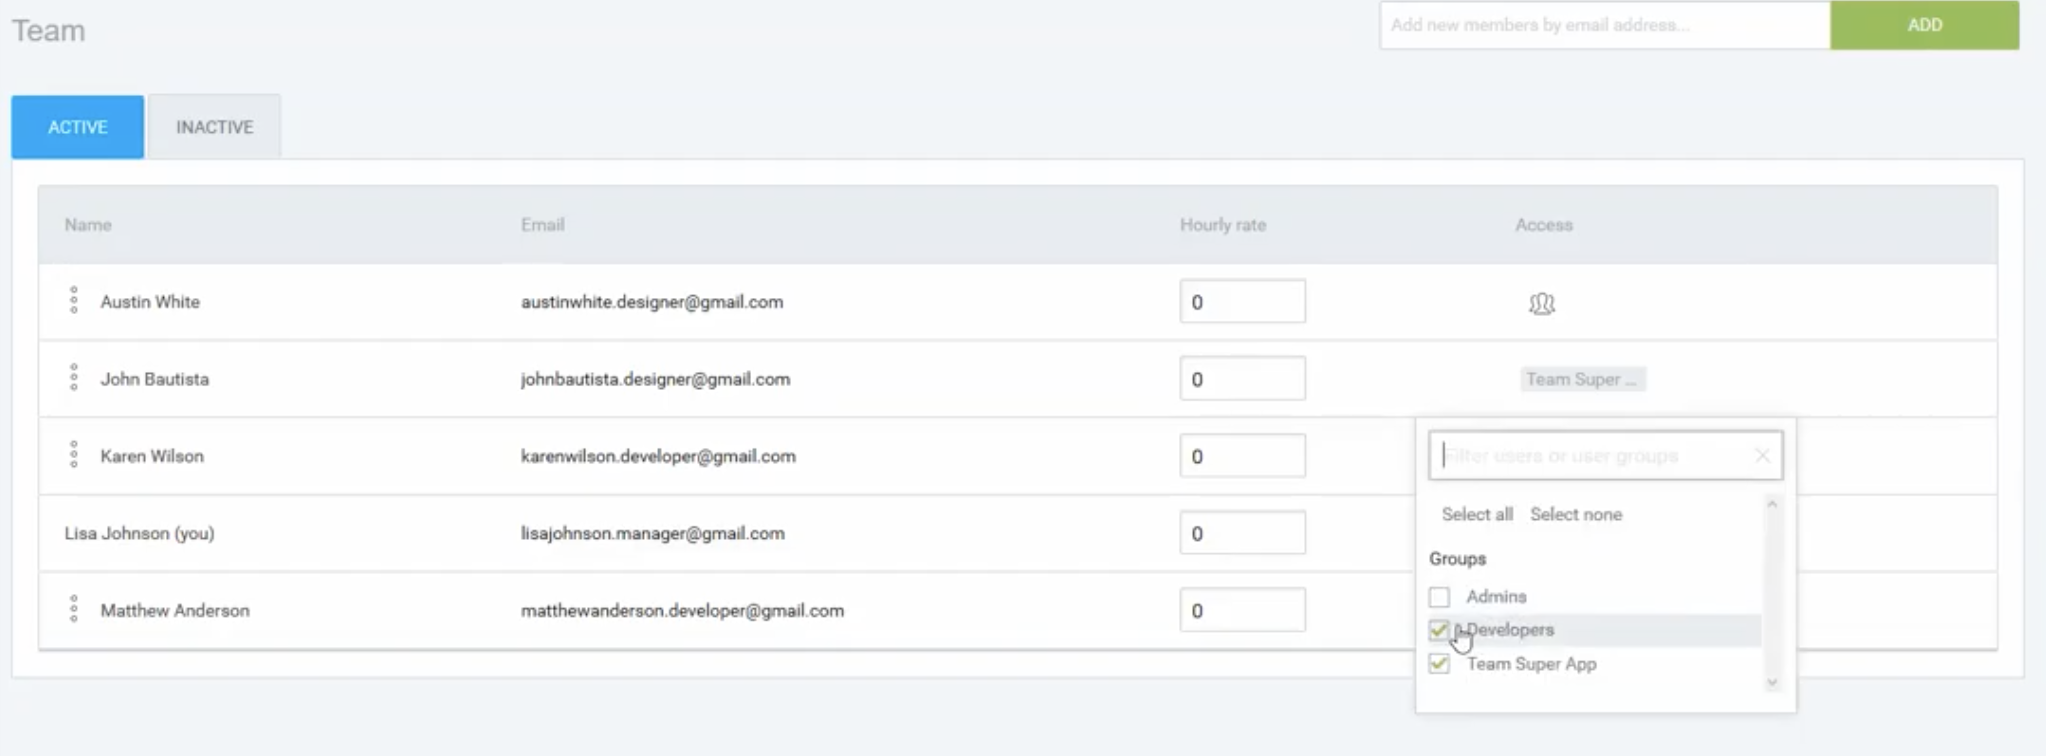 Team
Add new members by email address...
ADD
ACTIVE
INACTIVE
Name Email Hourly rate Access
Austin White austinwhite.designer@gmail.com 0
John Bautista johnbautista.designer@gmail.com 0 Team Super ...
Karen Wilson karenwilson.developer@gmail.com 0
Lisa Johnson (you) lisajohnson.manager@gmail.com 0
Matthew Anderson matthewanderson.developer@gmail.com 0
Filter users or user groups
Select all Select none
Groups
Admins
Developers
Team Super App